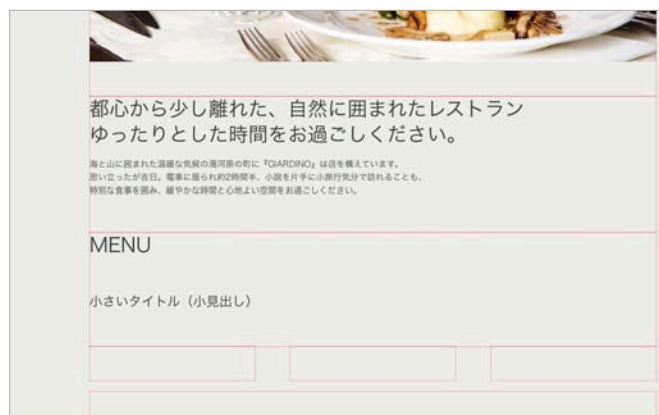 都心から少し離れた、自然に囲まれたレストラン
ゆったりとした時間をお過ごしください。
海と山に囲まれた温暖な気候の湯河原の町に『GIARDINO』は店を構えています。
思い立ったが吉日。電車に揺られ約2時間半、小説を片手に小旅行気分で訪れることも、
特別な食事を囲み、緩やかな時間と心地よい空間をお過ごしください。
MENU
小さいタイトル（小見出し）